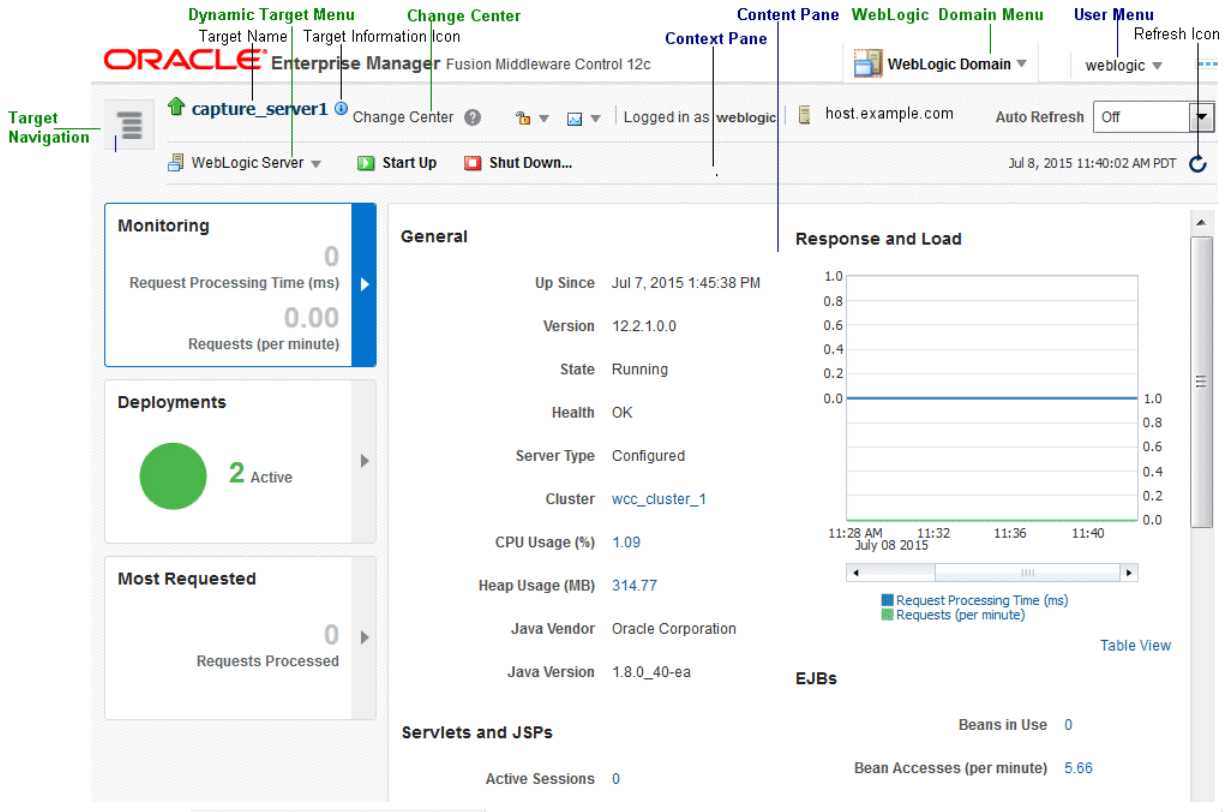 Dynamic Target Menu Change Center Content Pane WebLogic Domain Menu User Menu
Target Name Target Information Icon Context Pane Refresh Icon
ORACLE Enterprise Manager Fusion Middleware Control 12c WebLogic Domain weblogic
Target Navigation
capture_server1 Change Center Logged in as weblogic host.example.com Auto Refresh Off
WebLogic Server Start Up Shut Down... Jul 8, 2015 11:40:02 AM PDT
Monitoring
0
Request Processing Time (ms)
0.00
Requests (per minute)
Deployments
2 Active
Most Requested
0
Requests Processed
General
Up Since Jul 7, 2015 1:45:38 PM
Version 12.2.1.0.0
State Running
Health OK
Server Type Configured
Cluster wcc_cluster_1
CPU Usage (%) 1.09
Heap Usage (MB) 314.77
Java Vendor Oracle Corporation
Java Version 1.8.0_40-ea
Servlets and JSPs
Active Sessions 0
Response and Load
1.0
0.8
0.6
0.4
0.2
0.0 1.0
0.8
0.6
0.4
0.2
0.0
11:28 AM 11:32 11:36 11:40
July 08 2015
Request Processing Time (ms)
Requests (per minute)
Table View
EJBs
Beans in Use 0
Bean Accesses (per minute) 5.66